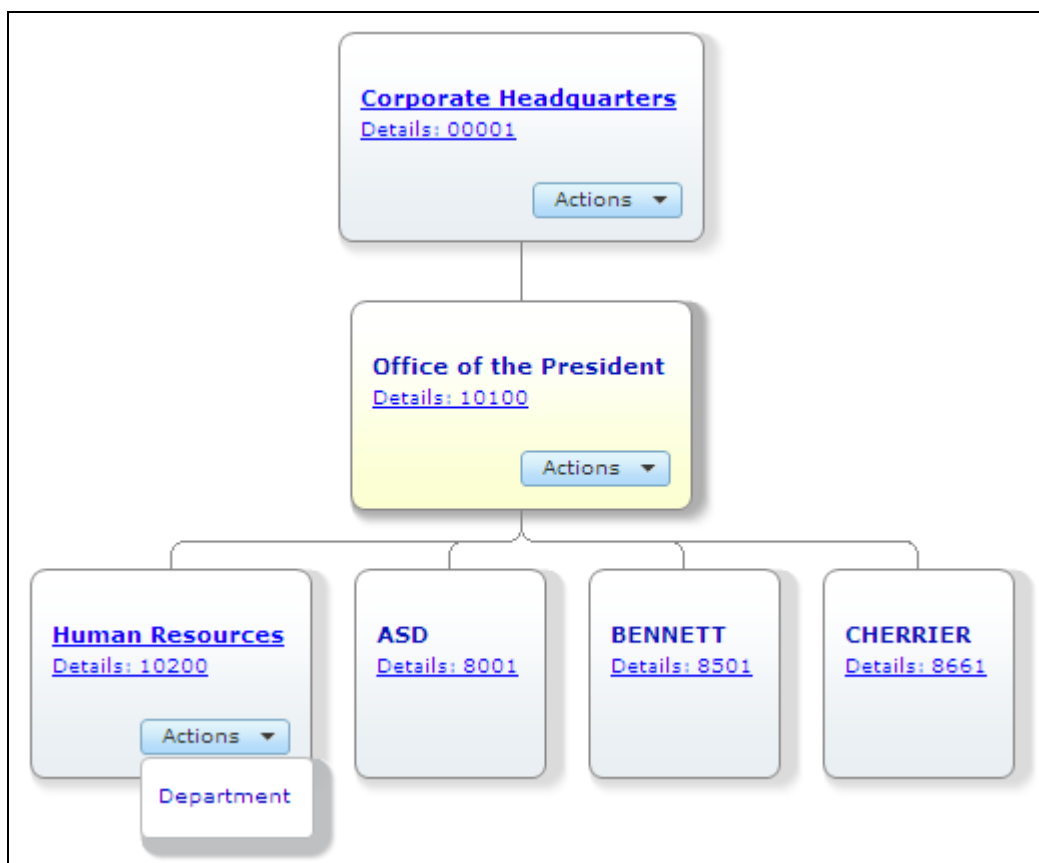 Corporate Headquarters
Details: 00001
Actions
Office of the President
Details: 10100
Actions
Human Resources
Details: 10200
Actions
Department
ASD
Details: 8001
BENNETT
Details: 8501
CHERRIER
Details: 8661